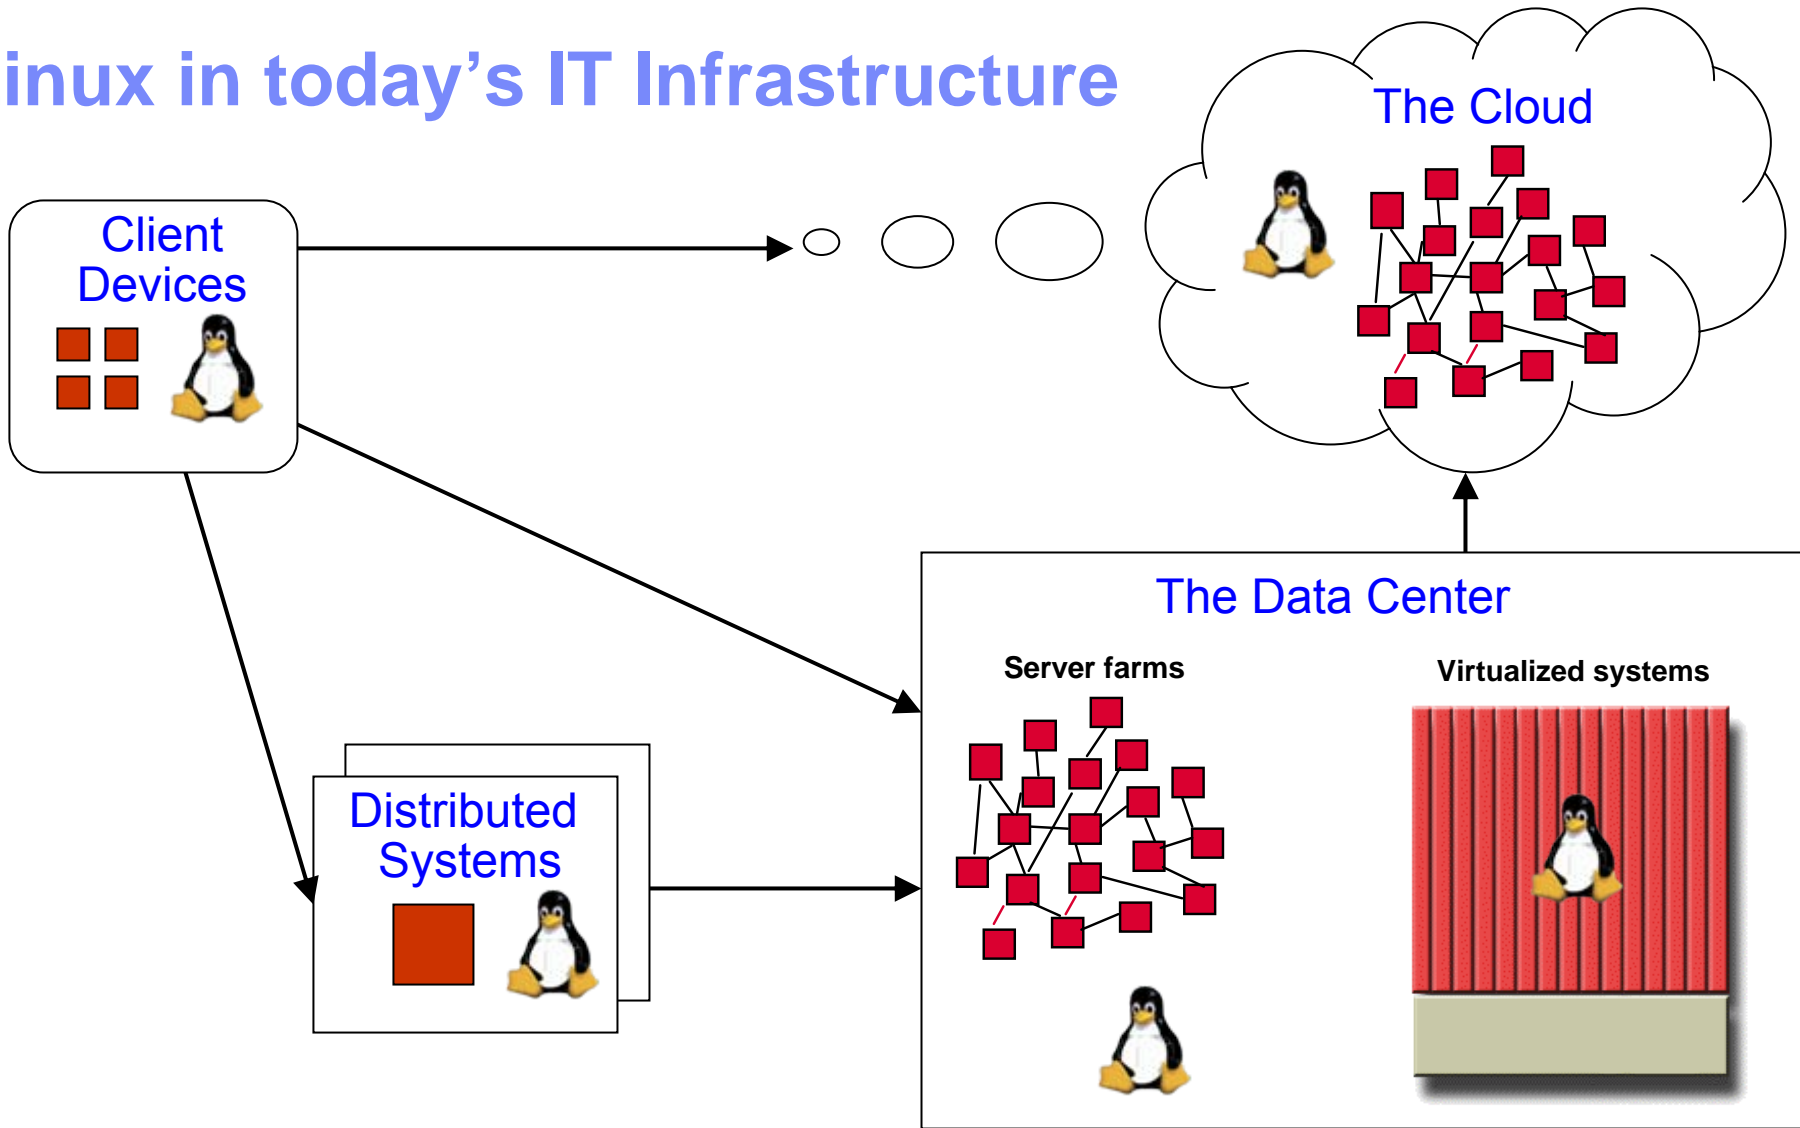 inux in today’s IT Infrastructure
The Cloud
Client
Devices
The Data Center
Server farms
Virtualized systems
Distributed
Systems